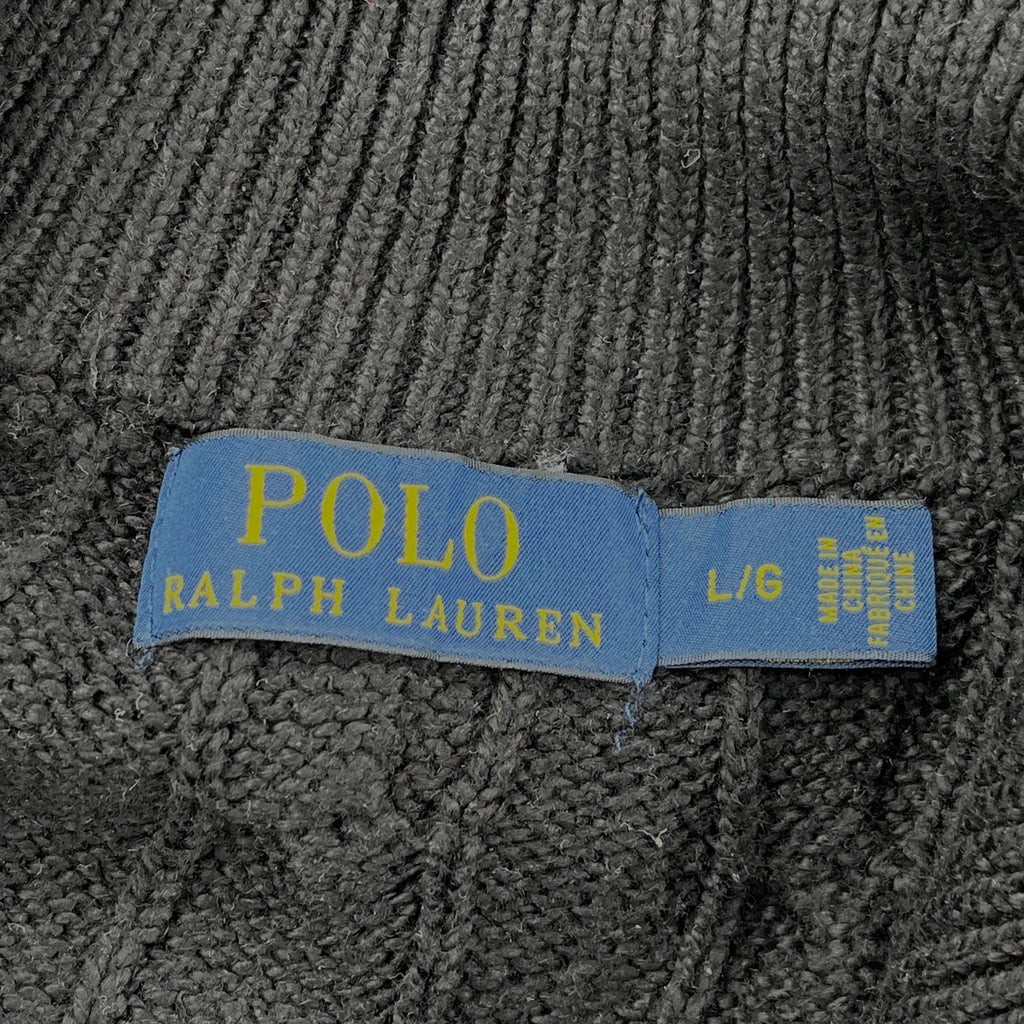 POLO
RALPH LAUREN
L/G
MADE IN
CHINA
FABRIQUÉ EN
CHINE